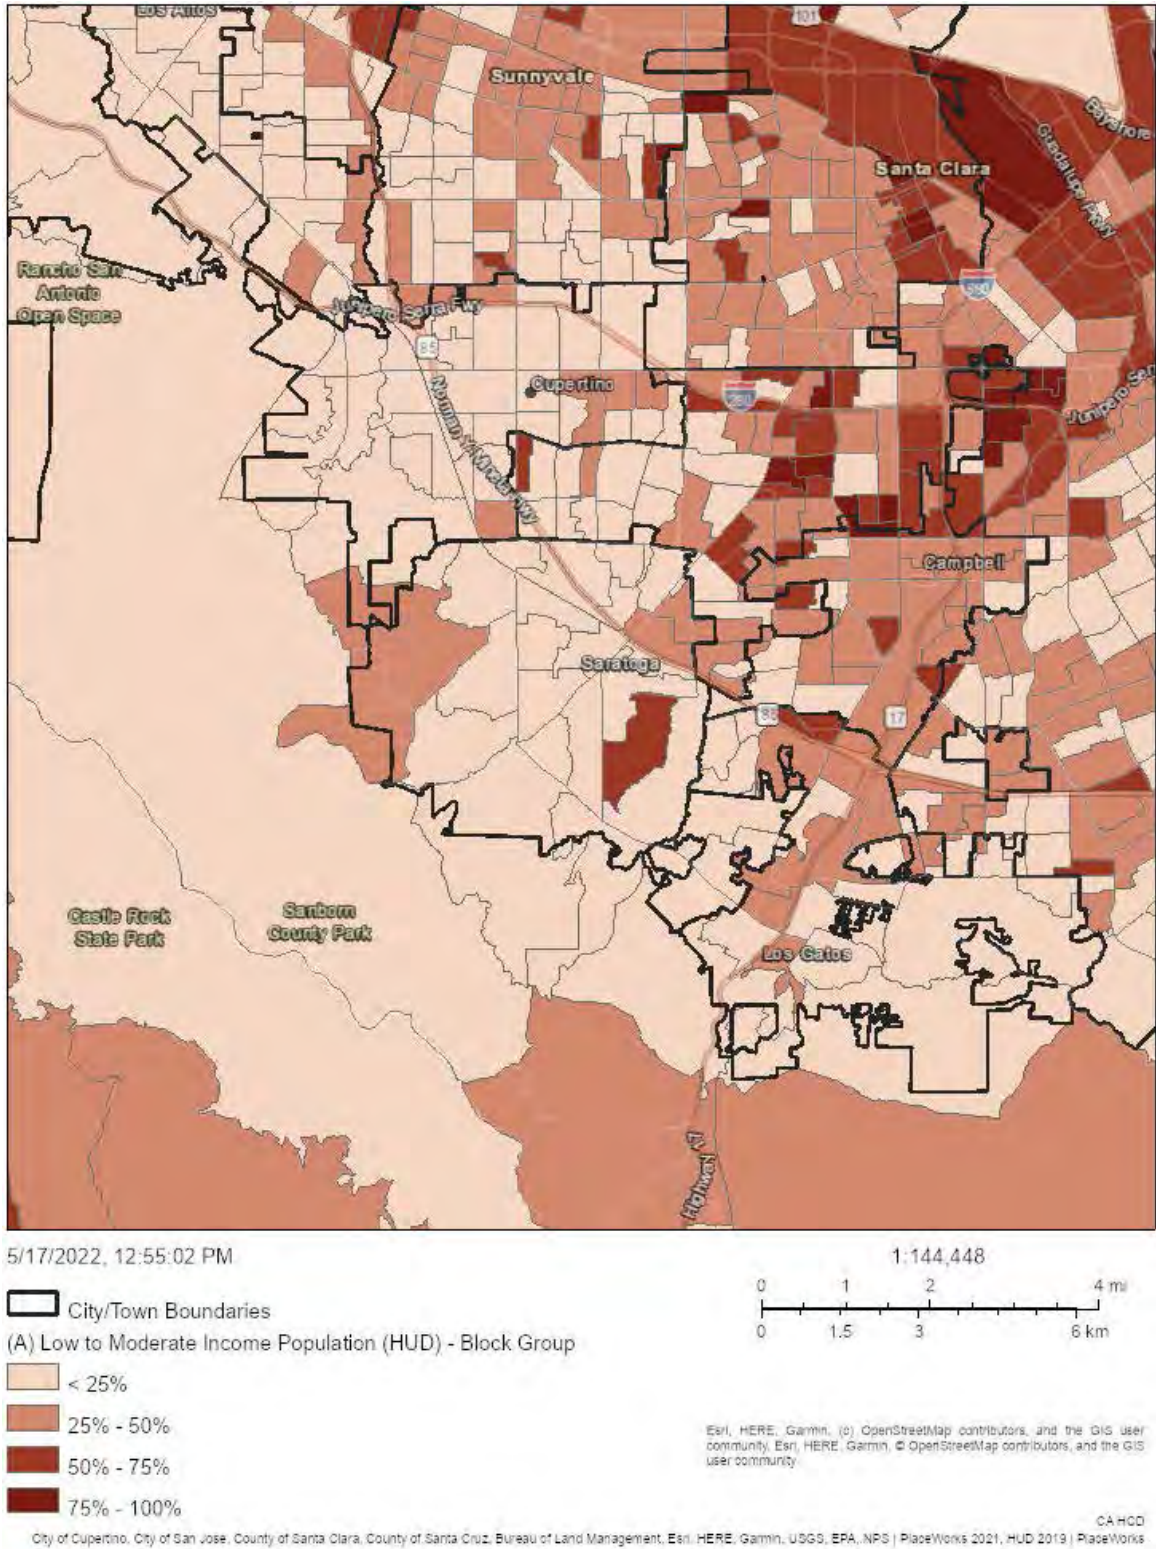 Los Altos
101
Sunnyvale
Bayshore
Guadalupe Pkwy
Santa Clara
Rancho San
Antonio
Open Space
880
Junipero Serra Fwy
85
Cupertino
280
Junipero Ser
Norman Y Mineta Fwy
Campbell
Saratoga
85
17
Castle Rock
State Park
Sanborn
County Park
Los Gatos
Highway 17
5/17/2022, 12:55:02 PM
1:144,448
0 1 2 4 mi
0 1.5 3 6 km
City/Town Boundaries
(A) Low to Moderate Income Population (HUD) - Block Group
< 25%
25% - 50%
50% - 75%
75% - 100%
Esri, HERE, Garmin, (c) OpenStreetMap contributors, and the GIS user
community, Esri, HERE, Garmin, © OpenStreetMap contributors, and the GIS
user community
CA HCD
City of Cupertino, City of San Jose, County of Santa Clara, County of Santa Cruz, Bureau of Land Management, Esri, HERE, Garmin, USGS, EPA, NPS | PlaceWorks 2021, HUD 2019 | PlaceWorks